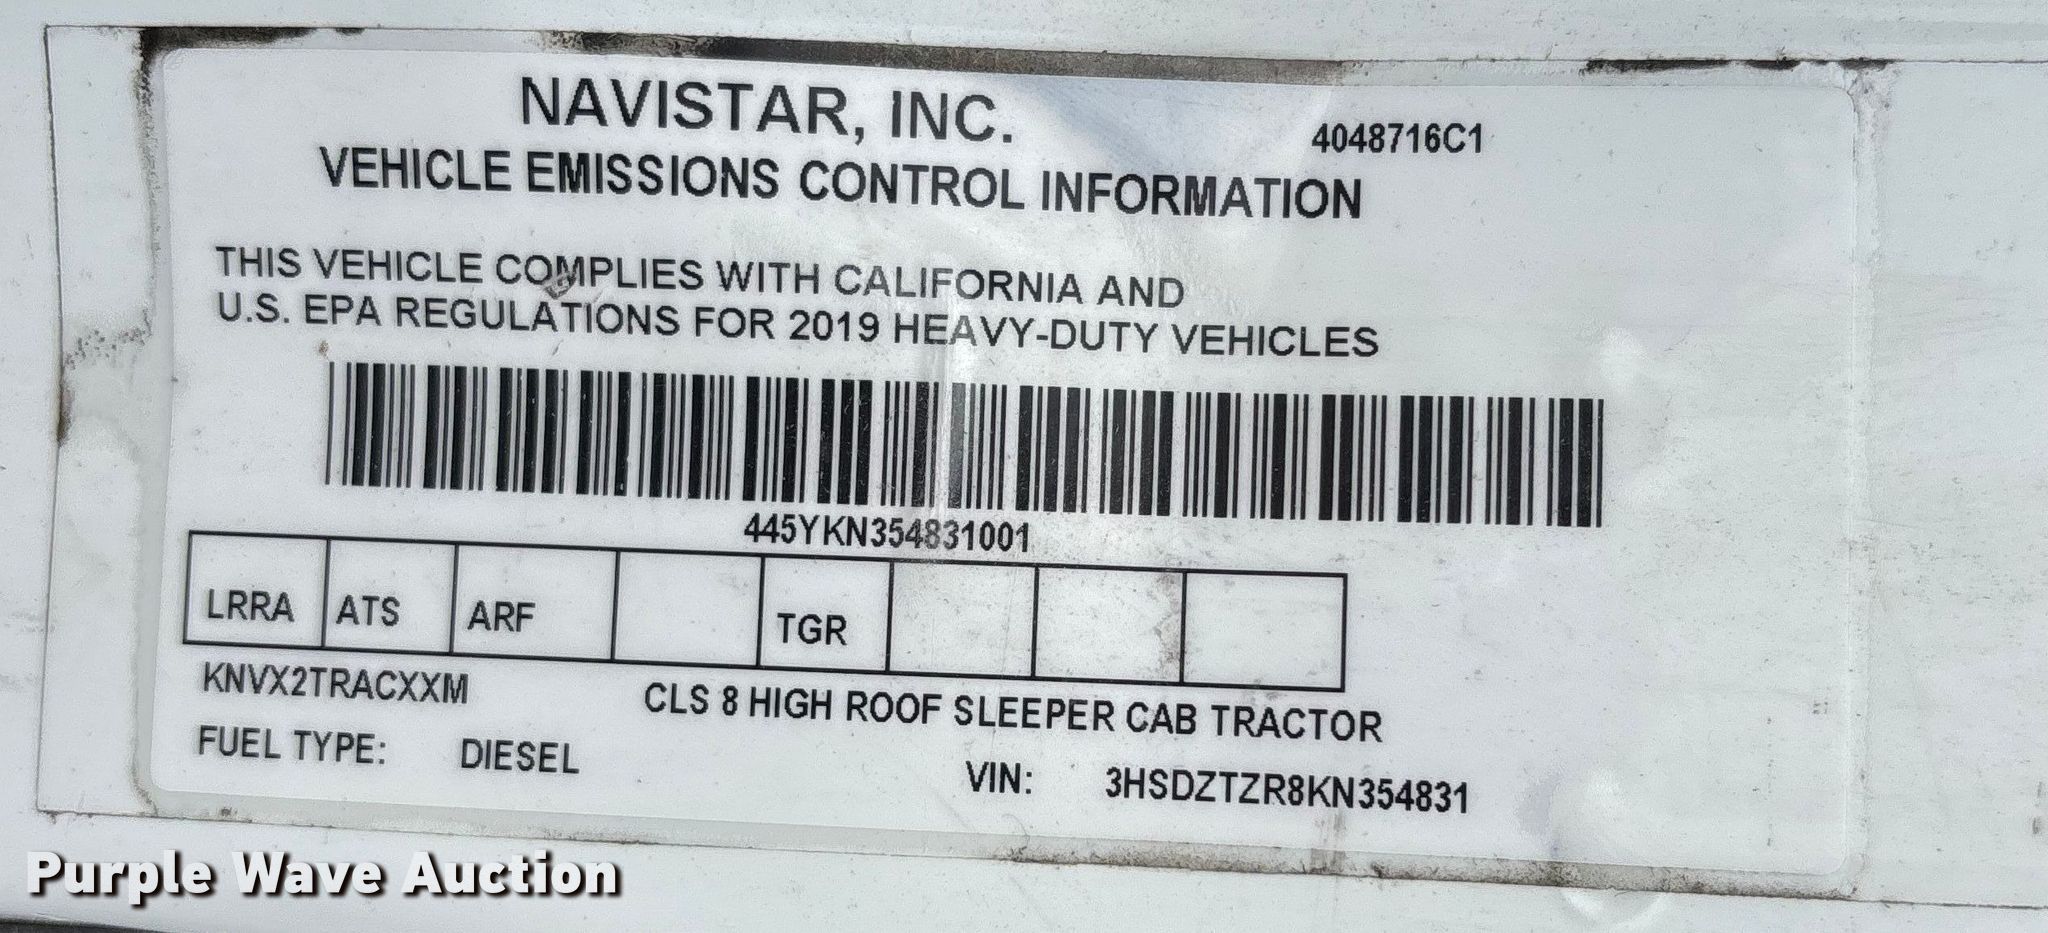 NAVISTAR, INC.
4048716C1
VEHICLE EMISSIONS CONTROL INFORMATION
THIS VEHICLE COMPLIES WITH CALIFORNIA AND
U.S. EPA REGULATIONS FOR 2019 HEAVY-DUTY VEHICLES
445YKN354831001
LRRA ATS ARF TGR
KNVX2TRACXXM CLS 8 HIGH ROOF SLEEPER CAB TRACTOR
FUEL TYPE: DIESEL VIN: 3HSDZTZR8KN354831
Purple Wave Auction